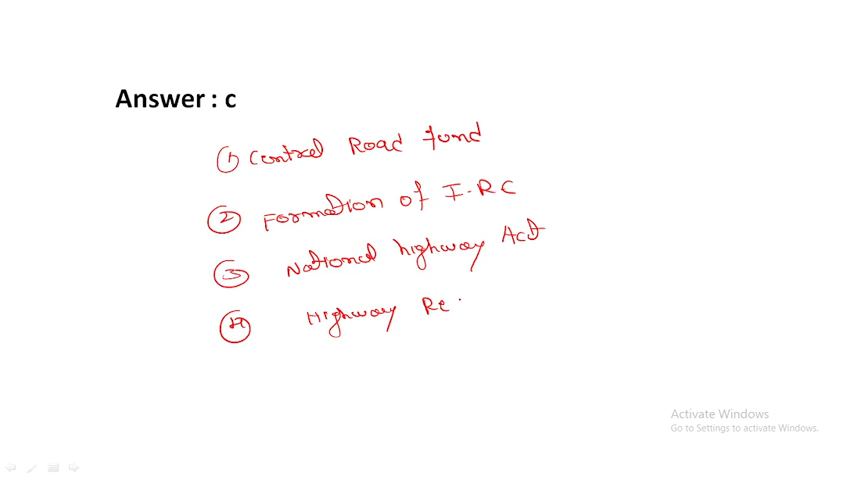 Answer : c
① Central Road fund
② Formation of I.R.C
③ National highway Act
④ Highway Re
Activate Windows
Go to Settings to activate Windows.